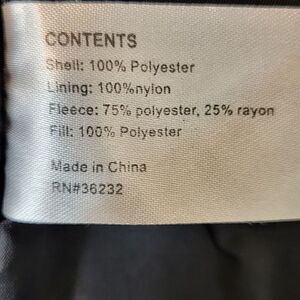 CONTENTS
Shell: 100% Polyester
Lining: 100%nylon
Fleece: 75% polyester, 25% rayon
Fill: 100% Polyester
Made in China
RN#36232